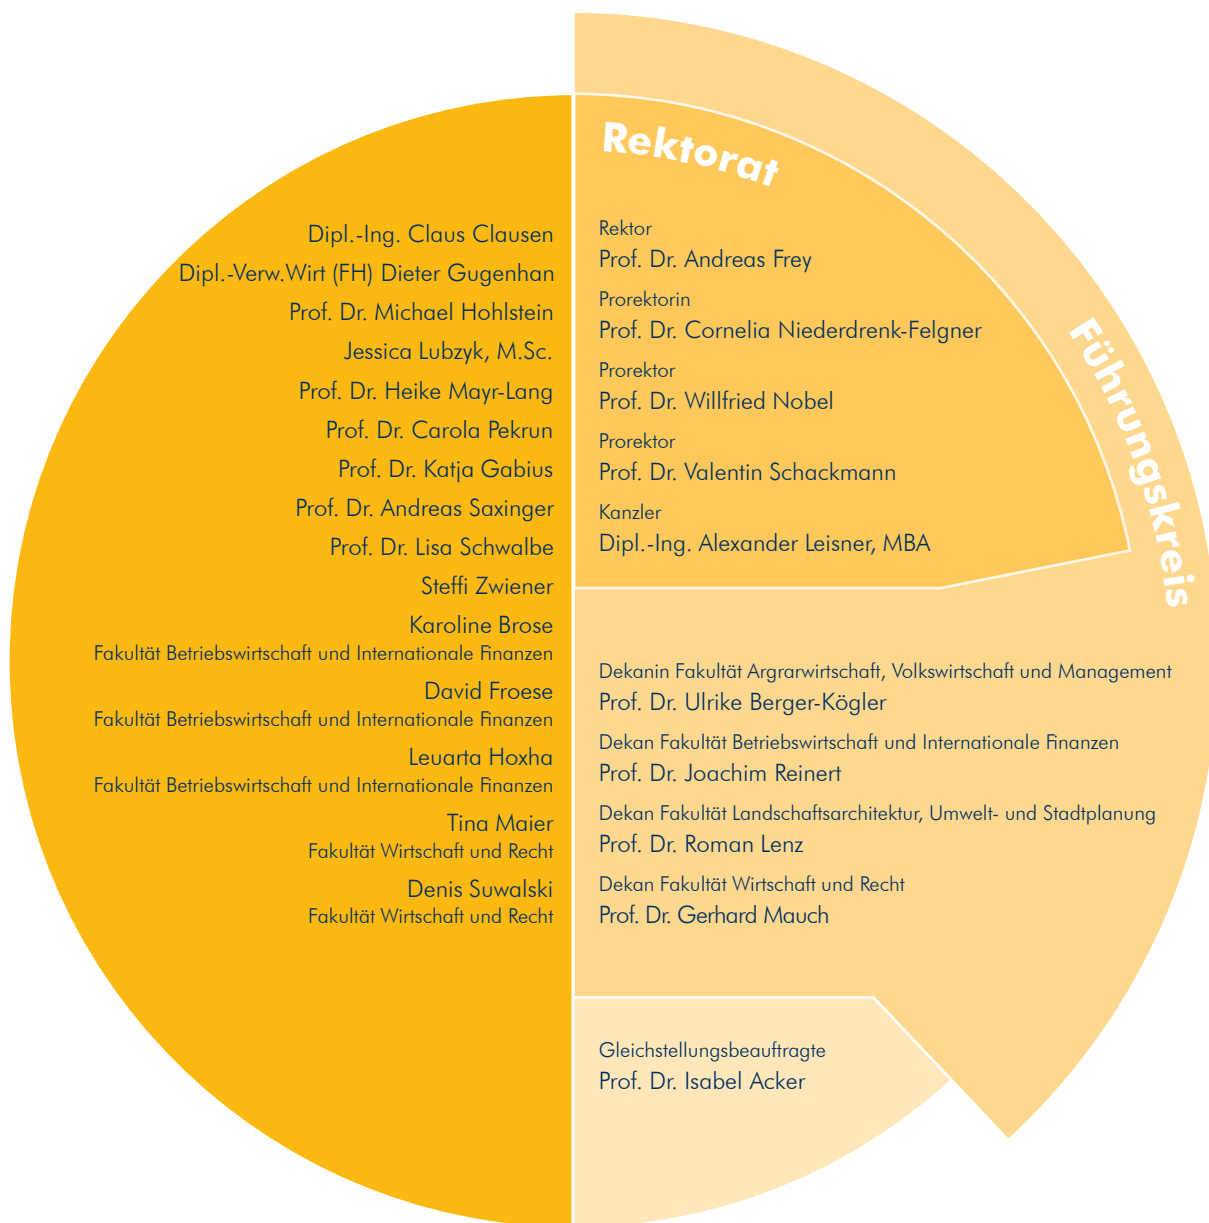 Dipl.-Ing. Claus Clausen
Dipl.-Verw.Wirt (FH) Dieter Gugenhan
Prof. Dr. Michael Hohlstein
Jessica Lubzyk, M.Sc.
Prof. Dr. Heike Mayr-Lang
Prof. Dr. Carola Pekrun
Prof. Dr. Katja Gabius
Prof. Dr. Andreas Saxinger
Prof. Dr. Lisa Schwalbe
Steffi Zwiener
Karoline Brose
Fakultät Betriebswirtschaft und Internationale Finanzen
David Froese
Fakultät Betriebswirtschaft und Internationale Finanzen
Leuarta Hoxha
Fakultät Betriebswirtschaft und Internationale Finanzen
Tina Maier
Fakultät Wirtschaft und Recht
Denis Suwalski
Fakultät Wirtschaft und Recht
Rektorat
Rektor
Prof. Dr. Andreas Frey
Prorektorin
Prof. Dr. Cornelia Niederdrenk-Felgner
Prorektor
Prof. Dr. Willfried Nobel
Prorektor
Prof. Dr. Valentin Schackmann
Kanzler
Dipl.-Ing. Alexander Leisner, MBA
Führungskreis
Dekanin Fakultät Argrarwirtschaft, Volkswirtschaft und Management
Prof. Dr. Ulrike Berger-Kögler
Dekan Fakultät Betriebswirtschaft und Internationale Finanzen
Prof. Dr. Joachim Reinert
Dekan Fakultät Landschaftsarchitektur, Umwelt- und Stadtplanung
Prof. Dr. Roman Lenz
Dekan Fakultät Wirtschaft und Recht
Prof. Dr. Gerhard Mauch
Gleichstellungsbeauftragte
Prof. Dr. Isabel Acker